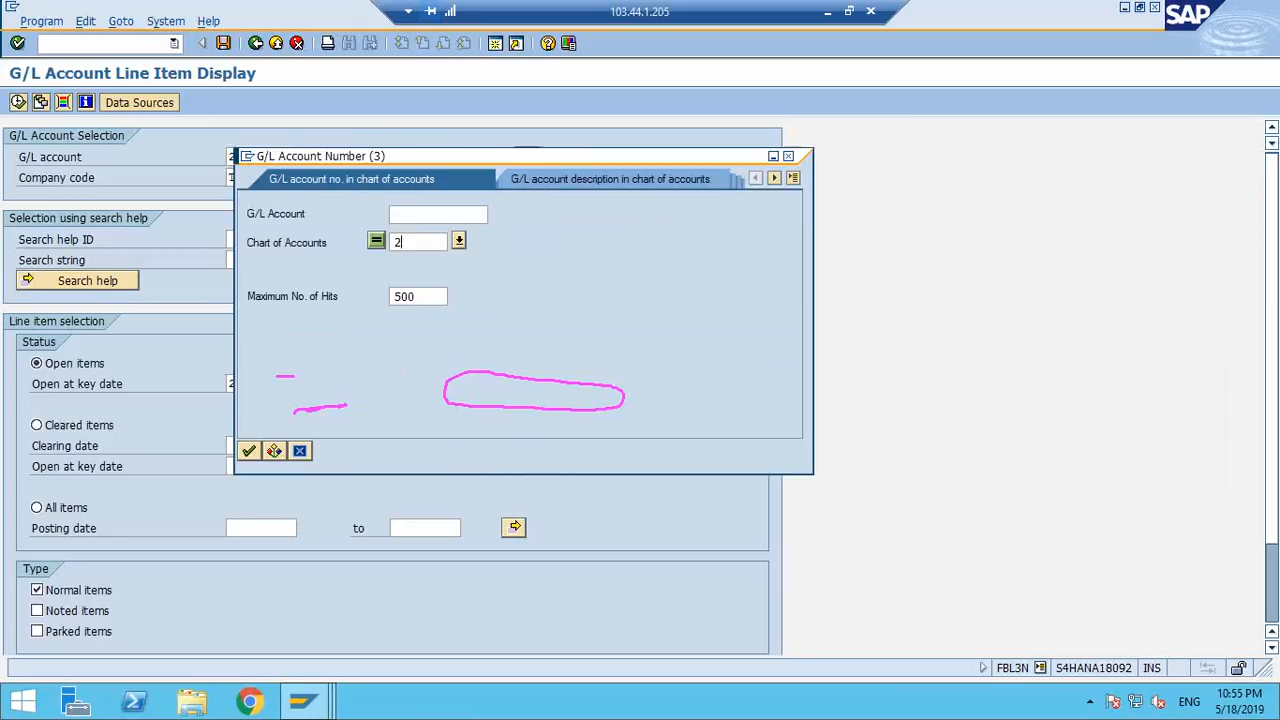 103.44.1.205
Program Edit Goto System Help
SAP
G/L Account Line Item Display
Data Sources
G/L Account Selection
G/L account 2
Company code
Selection using search help
Search help ID
Search string
Search help
Line item selection
Status
Open items
Open at key date 2
Cleared items
Clearing date
Open at key date
All items
Posting date to
Type
Normal items
Noted items
Parked items
G/L Account Number (3)
G/L account no. in chart of accounts G/L account description in chart of accounts
G/L Account
Chart of Accounts 2
Maximum No. of Hits 500
FBL3N S4HANA18092 INS
ENG 10:55 PM
5/18/2019